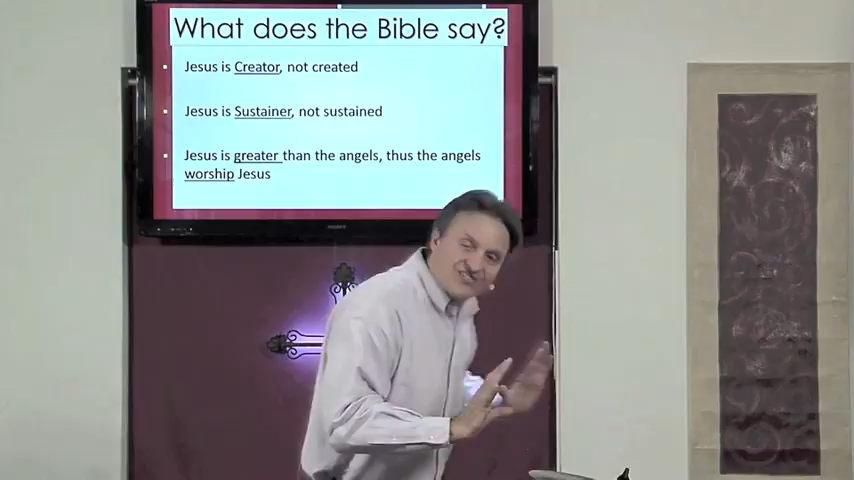 What does the Bible say?
Jesus is Creator, not created
Jesus is Sustainer, not sustained
Jesus is greater than the angels, thus the angels
worship Jesus